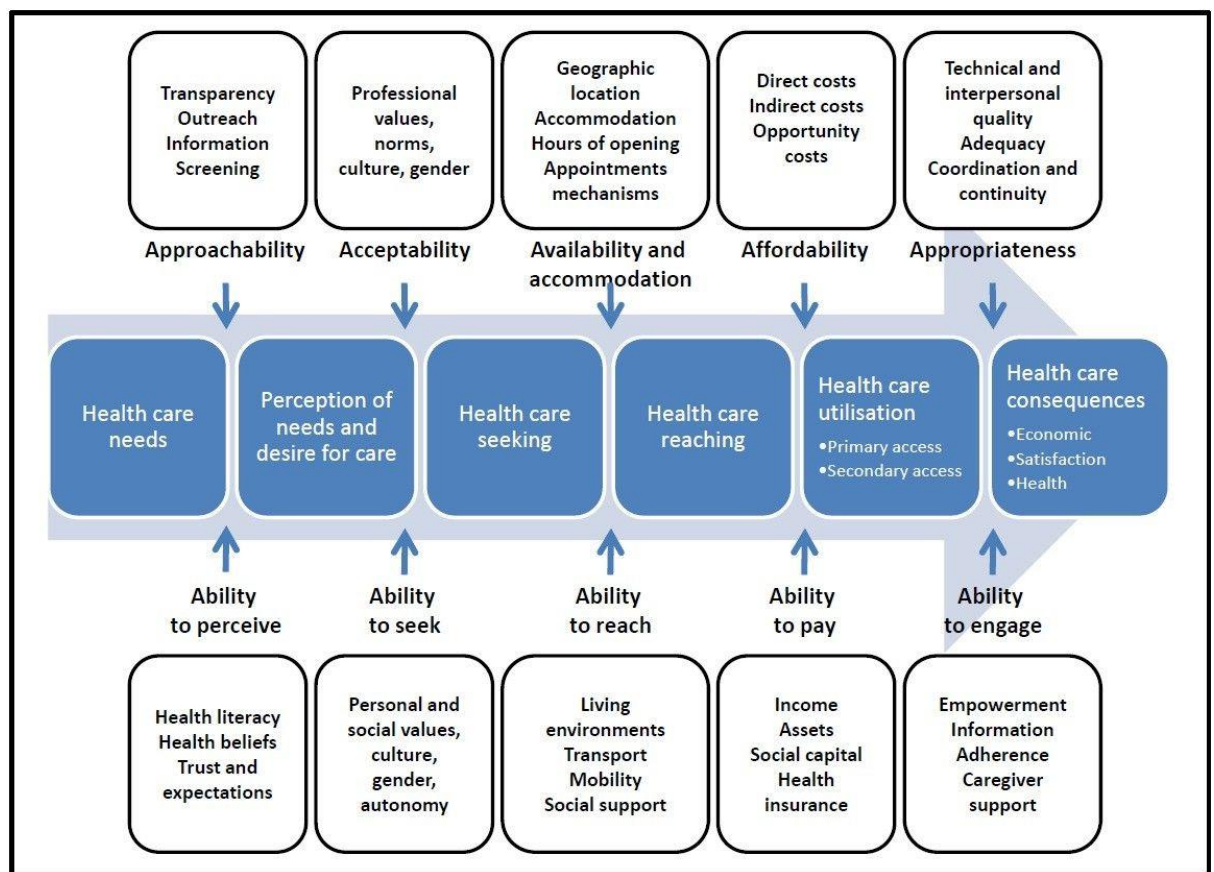 Transparency
Outreach
Information
Screening
Professional
values,
norms,
culture, gender
Geographic
location
Accommodation
Hours of opening
Appointments
mechanisms
Direct costs
Indirect costs
Opportunity
costs
Technical and
interpersonal
quality
Adequacy
Coordination and
continuity
Approachability
Acceptability
Availability and
accommodation
Affordability
Appropriateness
Health care
needs
Perception of
needs and
desire for care
Health care
seeking
Health care
reaching
Health care
utilisation
•Primary access
•Secondary access
Health care
consequences
•Economic
•Satisfaction
•Health
Ability
to perceive
Ability
to seek
Ability
to reach
Ability
to pay
Ability
to engage
Health literacy
Health beliefs
Trust and
expectations
Personal and
social values,
culture,
gender,
autonomy
Living
environments
Transport
Mobility
Social support
Income
Assets
Social capital
Health
insurance
Empowerment
Information
Adherence
Caregiver
support